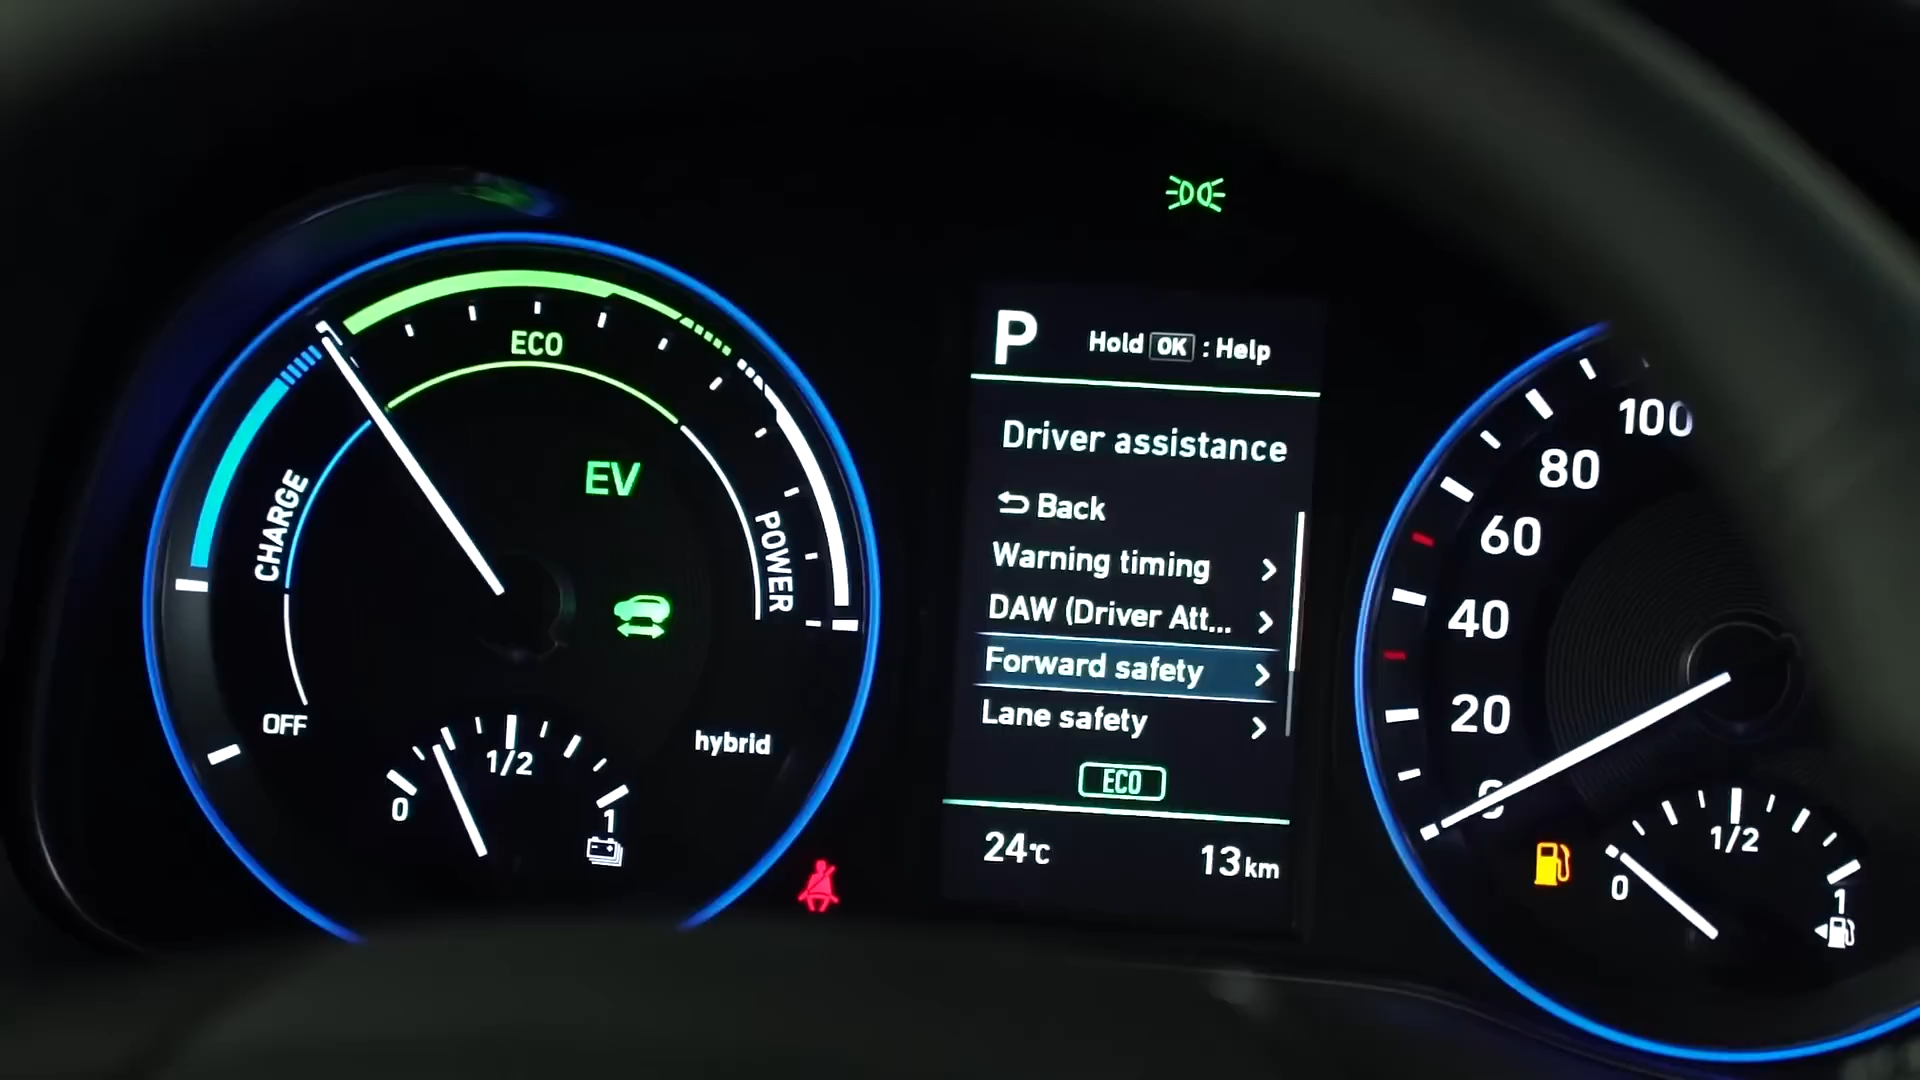 ECO
CHARGE
EV
POWER
OFF
hybrid
0
1/2
1
P
Hold OK : Help
Driver assistance
Back
Warning timing
DAW (Driver Att...
Forward safety
Lane safety
ECO
24℃
13km
100
80
60
40
20
0
0
1/2
1